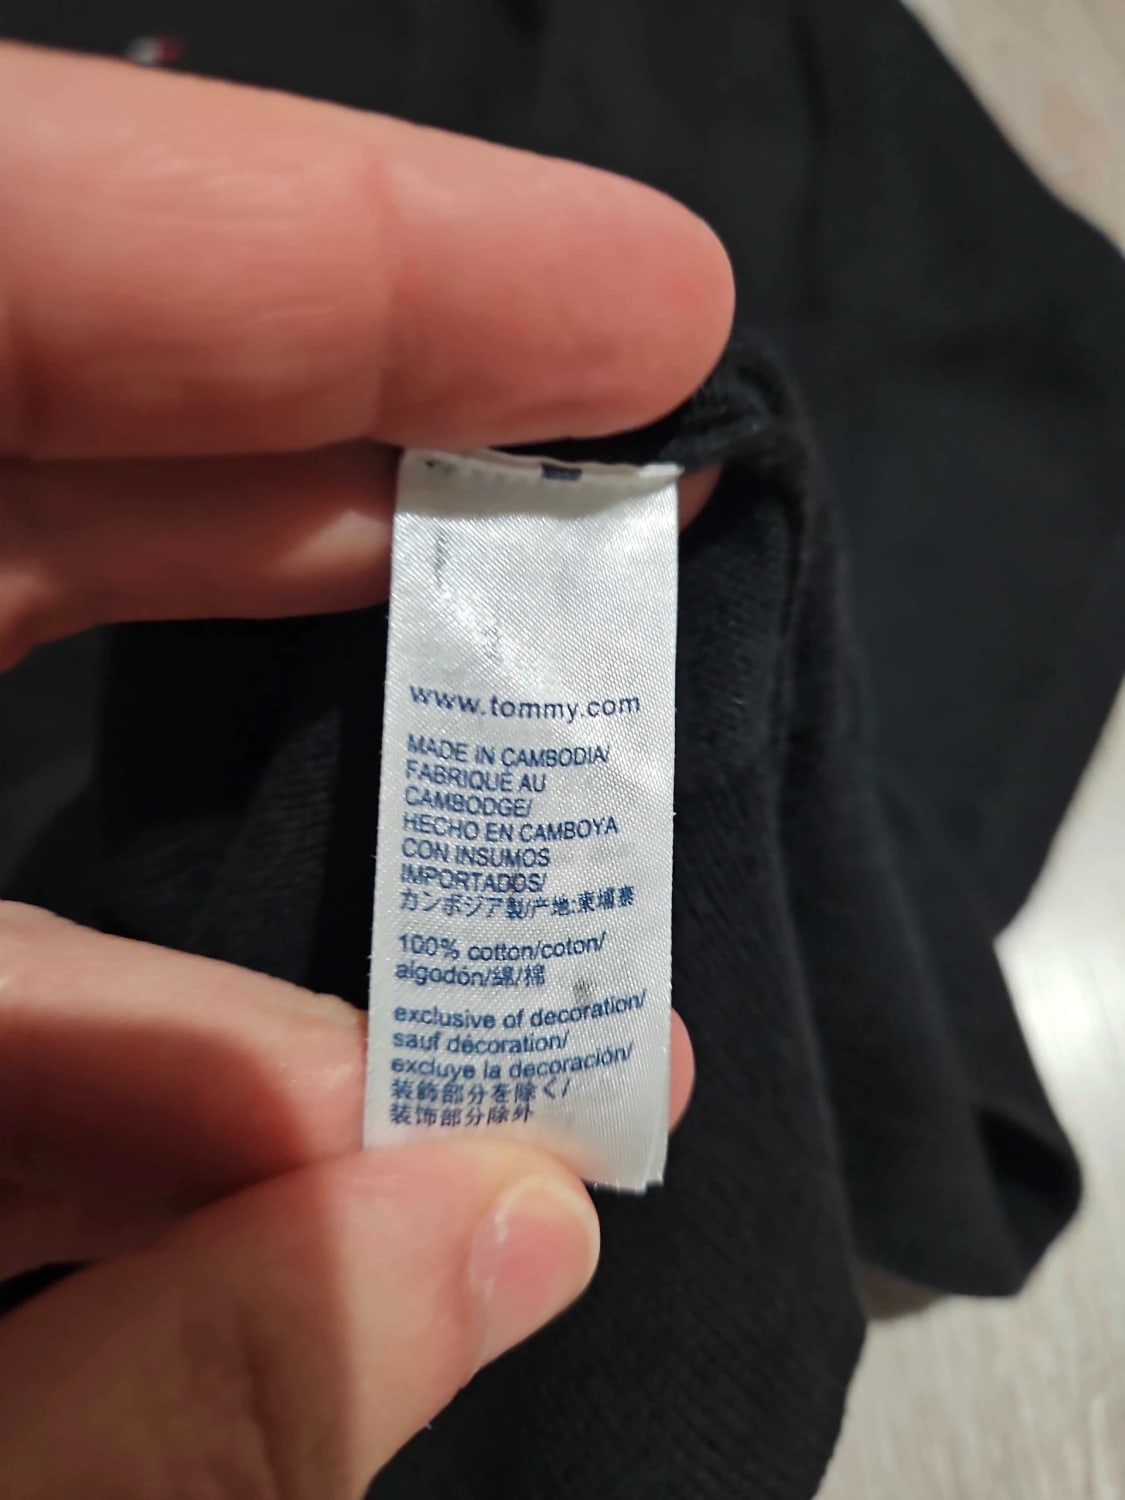 www.tommy.com
MADE IN CAMBODIA/
FABRIQUÉ AU
CAMBODGE/
HECHO EN CAMBOYA
CON INSUMOS
IMPORTADOS/
カンボジア製/产地:柬埔寨
100% cotton/coton/
algodón/綿/棉
exclusive of decoration/
sauf décoration/
excluye la decoración/
装飾部分を除く/
装饰部分除外